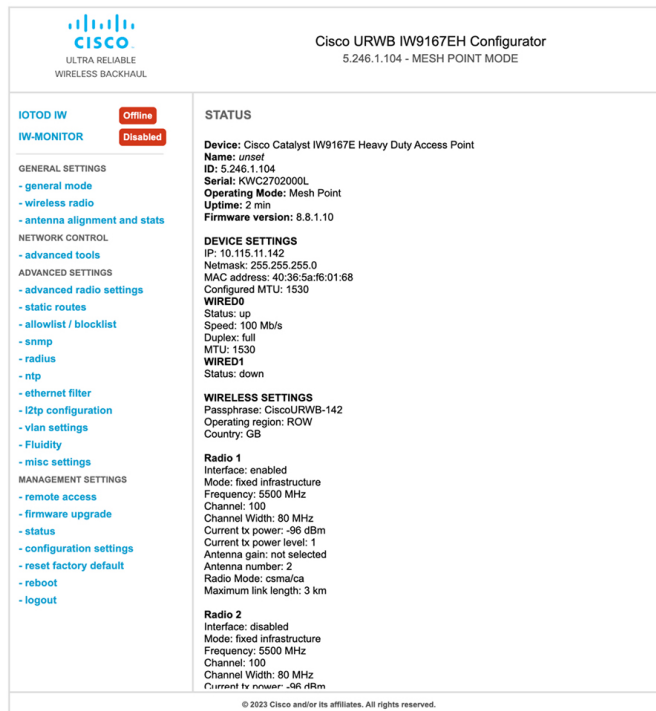 CISCO
ULTRA RELIABLE
WIRELESS BACKHAUL
Cisco URWB IW9167EH Configurator
5.246.1.104 - MESH POINT MODE
IOTOD IW Offline
IW-MONITOR Disabled
GENERAL SETTINGS
- general mode
- wireless radio
- antenna alignment and stats
NETWORK CONTROL
- advanced tools
ADVANCED SETTINGS
- advanced radio settings
- static routes
- allowlist / blocklist
- snmp
- radius
- ntp
- ethernet filter
- l2tp configuration
- vlan settings
- Fluidity
- misc settings
MANAGEMENT SETTINGS
- remote access
- firmware upgrade
- status
- configuration settings
- reset factory default
- reboot
- logout
STATUS
Device: Cisco Catalyst IW9167E Heavy Duty Access Point
Name: unset
ID: 5.246.1.104
Serial: KWC2702000L
Operating Mode: Mesh Point
Uptime: 2 min
Firmware version: 8.8.1.10
DEVICE SETTINGS
IP: 10.115.11.142
Netmask: 255.255.255.0
MAC address: 40:36:5a:f6:01:68
Configured MTU: 1530
WIRED0
Status: up
Speed: 100 Mb/s
Duplex: full
MTU: 1530
WIRED1
Status: down
WIRELESS SETTINGS
Passphrase: CiscoURWB-142
Operating region: ROW
Country: GB
Radio 1
Interface: enabled
Mode: fixed infrastructure
Frequency: 5500 MHz
Channel: 100
Channel Width: 80 MHz
Current tx power: -96 dBm
Current tx power level: 1
Antenna gain: not selected
Antenna number: 2
Radio Mode: csma/ca
Maximum link length: 3 km
Radio 2
Interface: disabled
Mode: fixed infrastructure
Frequency: 5500 MHz
Channel: 100
Channel Width: 80 MHz
Current tx power: -96 dBm
© 2023 Cisco and/or its affiliates. All rights reserved.